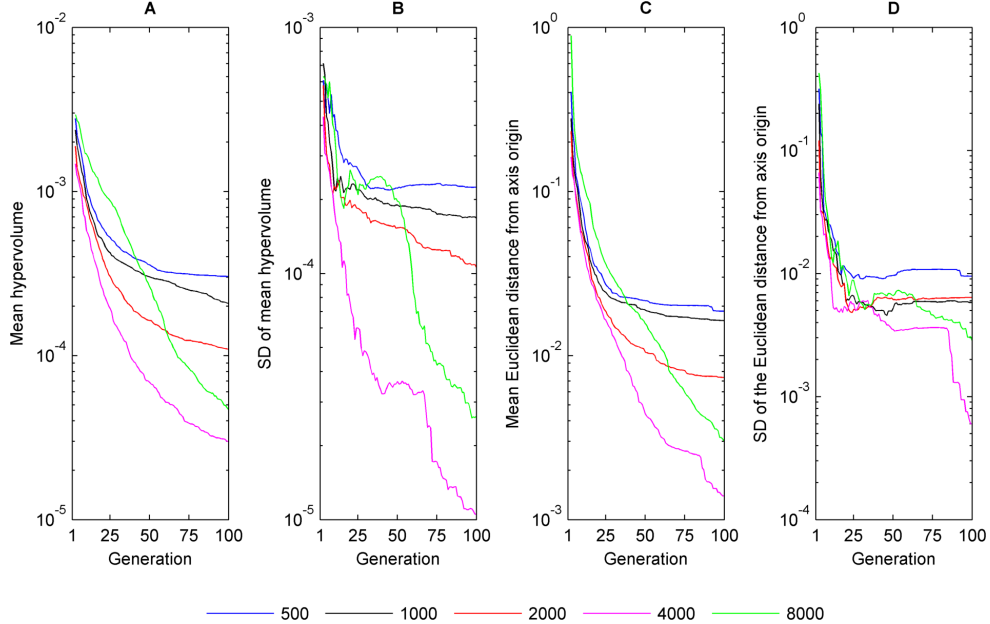 A B C D
Mean hypervolume
10^-2
10^-3
10^-4
10^-5
1 25 50 75 100
Generation
SD of mean hypervolume
10^-3
10^-4
10^-5
1 25 50 75 100
Generation
Mean Euclidean distance from axis origin
10^0
10^-1
10^-2
10^-3
1 25 50 75 100
Generation
SD of the Euclidean distance from axis origin
10^0
10^-1
10^-2
10^-3
10^-4
1 25 50 75 100
Generation
500 1000 2000 4000 8000